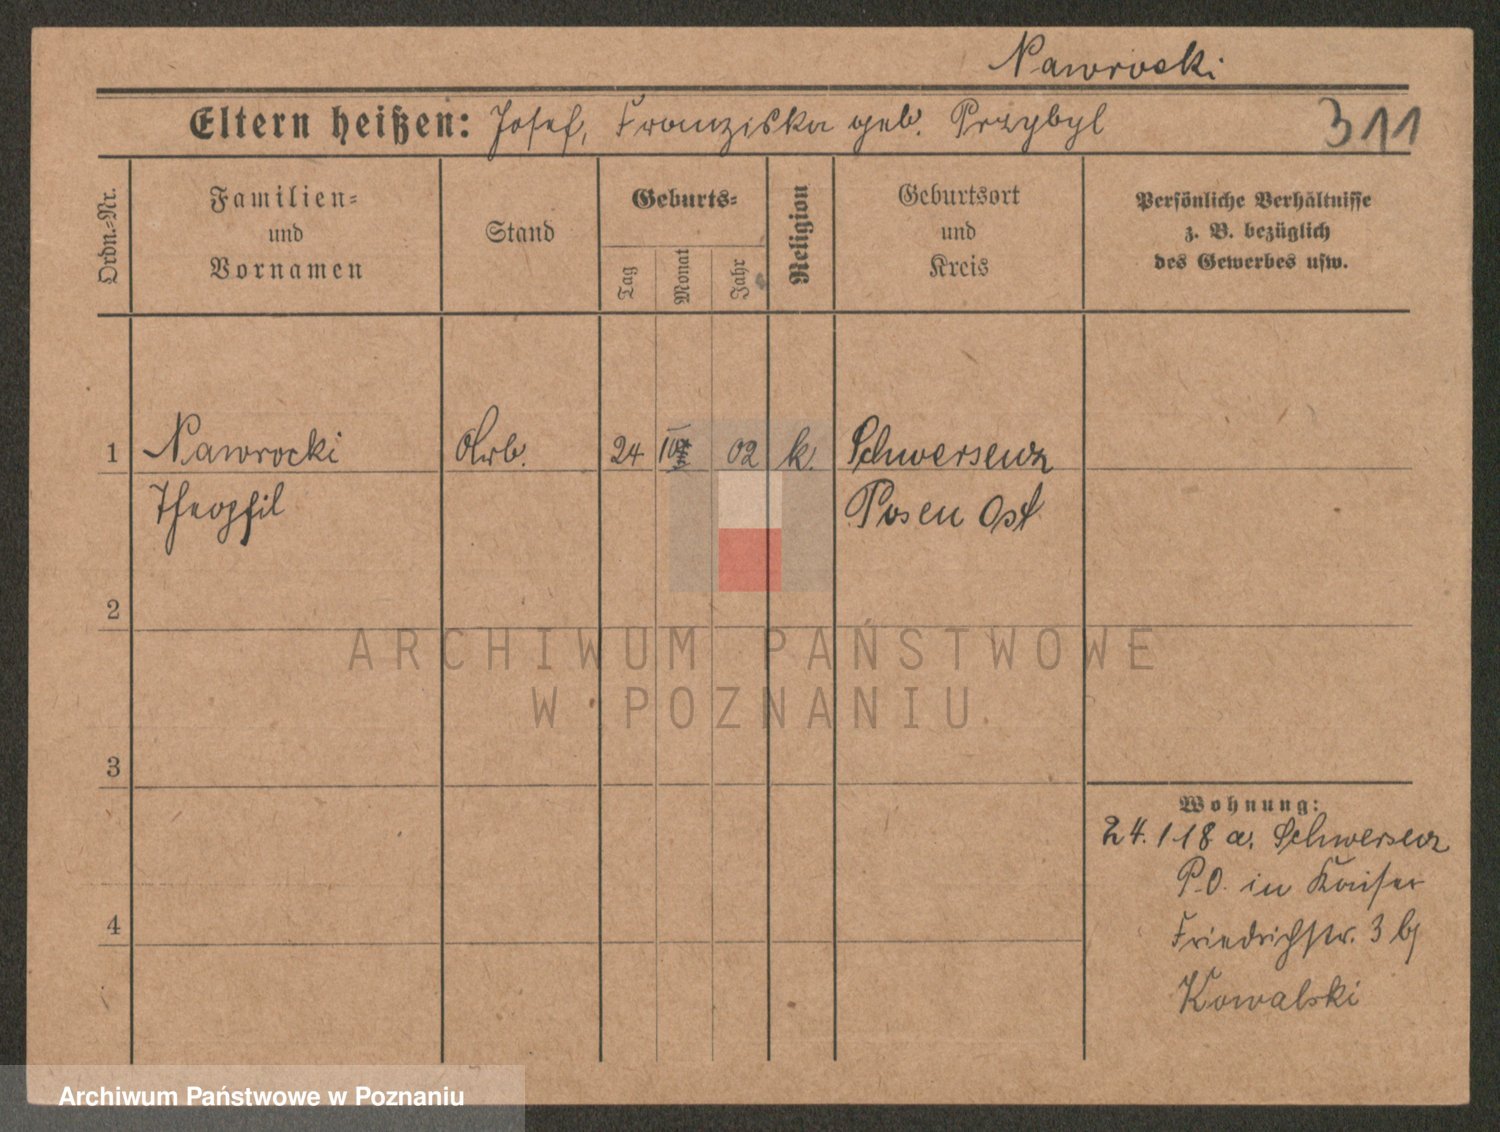 Nawrocki
Eltern heißen: Josef, Franziska geb. Przybyl 311
Ordn.-Nr.
Familien-
und
Vornamen
Stand
Geburts-
Tag
Monat
Jahr
Religion
Geburtsort
und
Kreis
Persönliche Verhältnisse
z. B. bezüglich
des Gewerbes usw.
1 Nawrocki Arb. 24 02 k. Schwersenz
Theophil Posen Ost
2
ARCHIWUM PAŃSTWOWE
W POZNANIU
3
Wohnung:
24.1 18 a. Schwersenz
P.O. in Kaiser
Friedrichstr. 3 bj
Kowalski
4
Archiwum Państwowe w Poznaniu